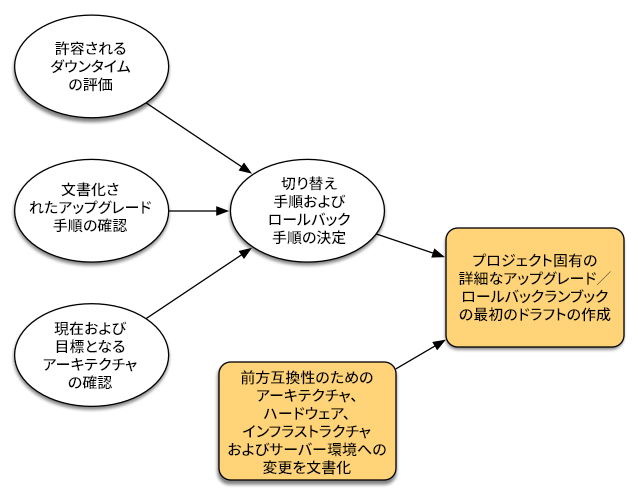 許容される
ダウンタイム
の評価
文書化さ
れたアップグレード
手順の確認
現在および
目標となる
アーキテクチャ
の確認
切り替え
手順および
ロールバック
手順の決定
プロジェクト固有の
詳細なアップグレード／
ロールバックランブック
の最初のドラフトの作成
前方互換性のための
アーキテクチャ、
ハードウェア、
インフラストラクチャ
およびサーバー環境への
変更を文書化